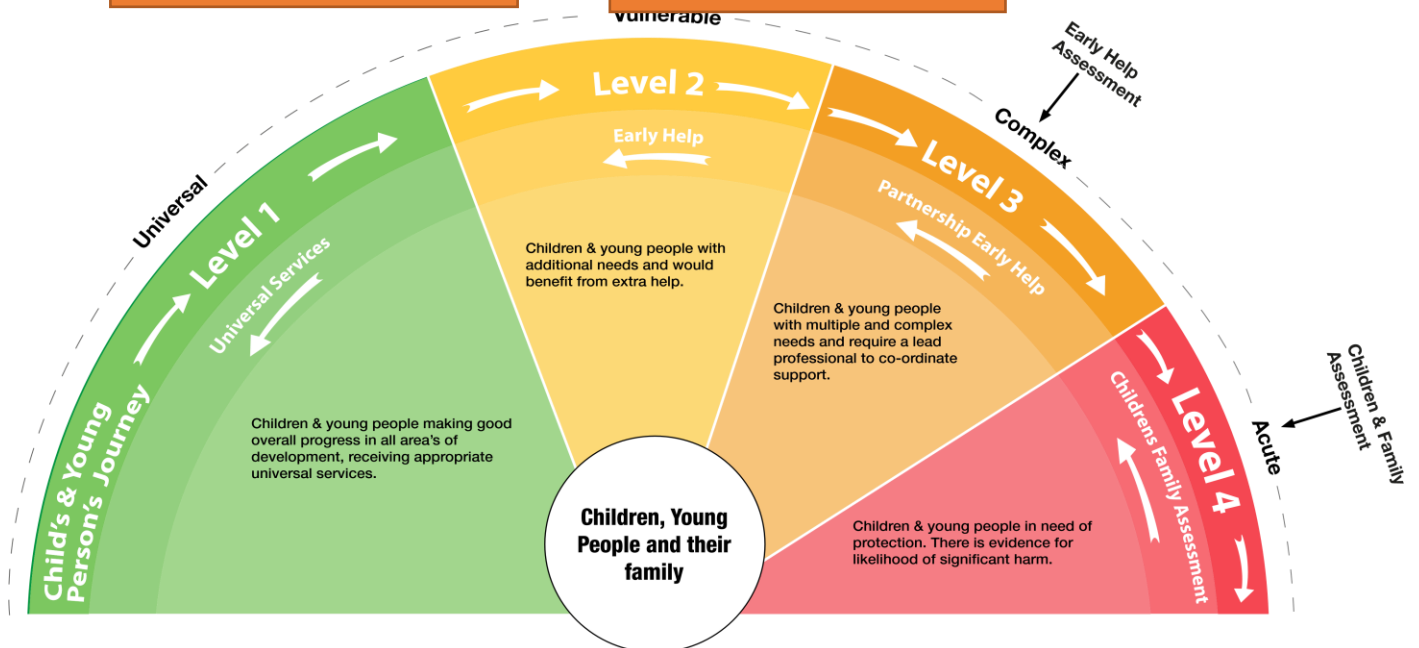 Vulnerable
Early Help
Assessment
Level 2
Early Help
Complex
Level 3
Partnership Early Help
Universal
Level 1
Universal Services
Children & young people with
additional needs and would
benefit from extra help.
Children & young people
with multiple and complex
needs and require a lead
professional to co-ordinate
support.
Children & Family
Assessment
Acute
Level 4
Childrens Family Assessment
Child's & Young
Person's Journey
Children & young people making good
overall progress in all area's of
development, receiving appropriate
universal services.
Children, Young
People and their
family
Children & young people in need of
protection. There is evidence for
likelihood of significant harm.